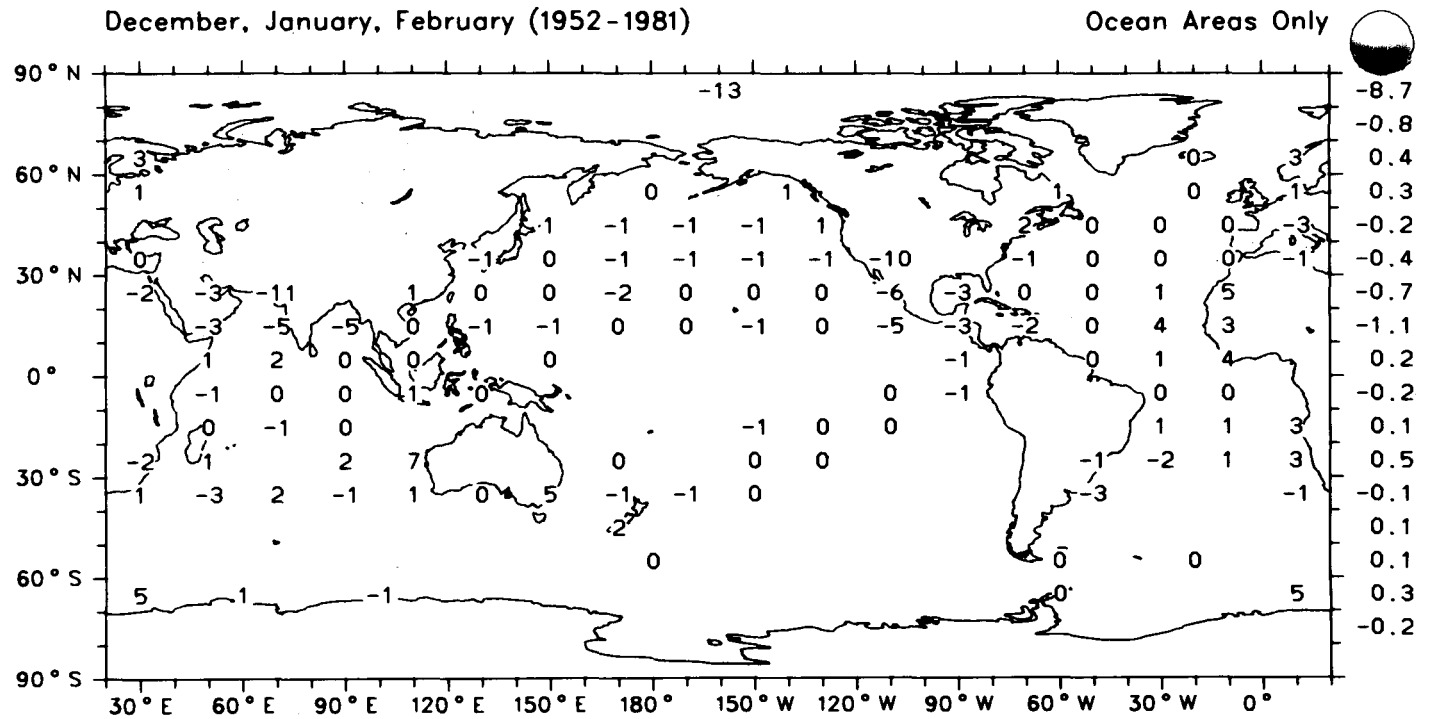 December, January, February (1952-1981) Ocean Areas Only
90° N
-13 -8.7
-0.8
3 0 3 0.4
60° N
1 0 1 1 0 1 0.3
1 -1 -1 -1 1 2 0 0 0 -3 -0.2
0 -1 0 -1 -1 -1 -1 -10 -1 0 0 0 -1 -0.4
30° N
-2 -3 -11 1 0 0 -2 0 0 0 -6 -3 0 0 1 5 -0.7
-3 -5 -5 0 -1 -1 0 0 -1 0 -5 -3 -2 0 4 3 -1.1
1 2 0 0 0 -1 0 1 4 0.2
0°
-1 0 0 -1 0 0 -1 0 0 -0.2
0 -1 0 -1 0 0 1 1 3 0.1
-2 1 2 7 0 0 0 -1 -2 1 3 0.5
30° S
1 -3 2 -1 1 0 5 -1 -1 0 -3 -1 -0.1
-2 0.1
0 0 0 0.1
60° S
5 1 -1 0 5 0.3
-0.2
90° S
30° E 60° E 90° E 120° E 150° E 180° 150° W 120° W 90° W 60° W 30° W 0°